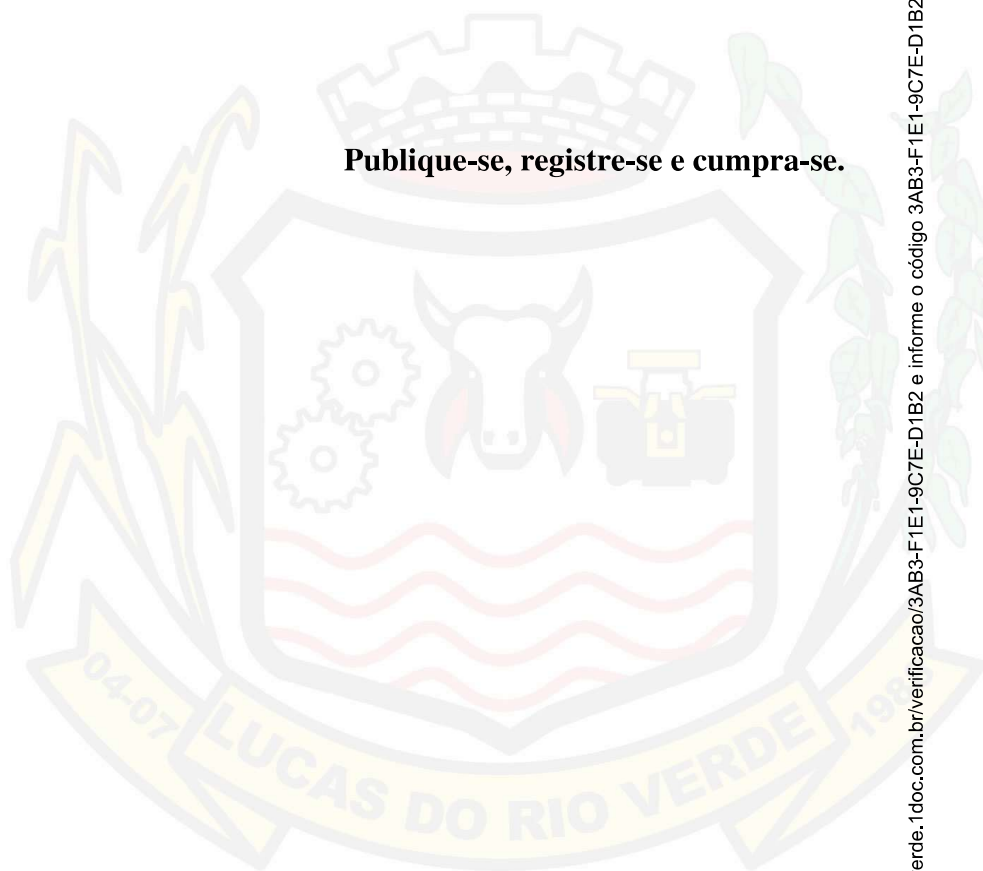 Publique-se, registre-se e cumpra-se.
04-07
LUCAS DO RIO VERDE
1988
erde.1doc.com.br/verificacao/3AB3-F1E1-9C7E-D1B2 e informe o código 3AB3-F1E1-9C7E-D1B2